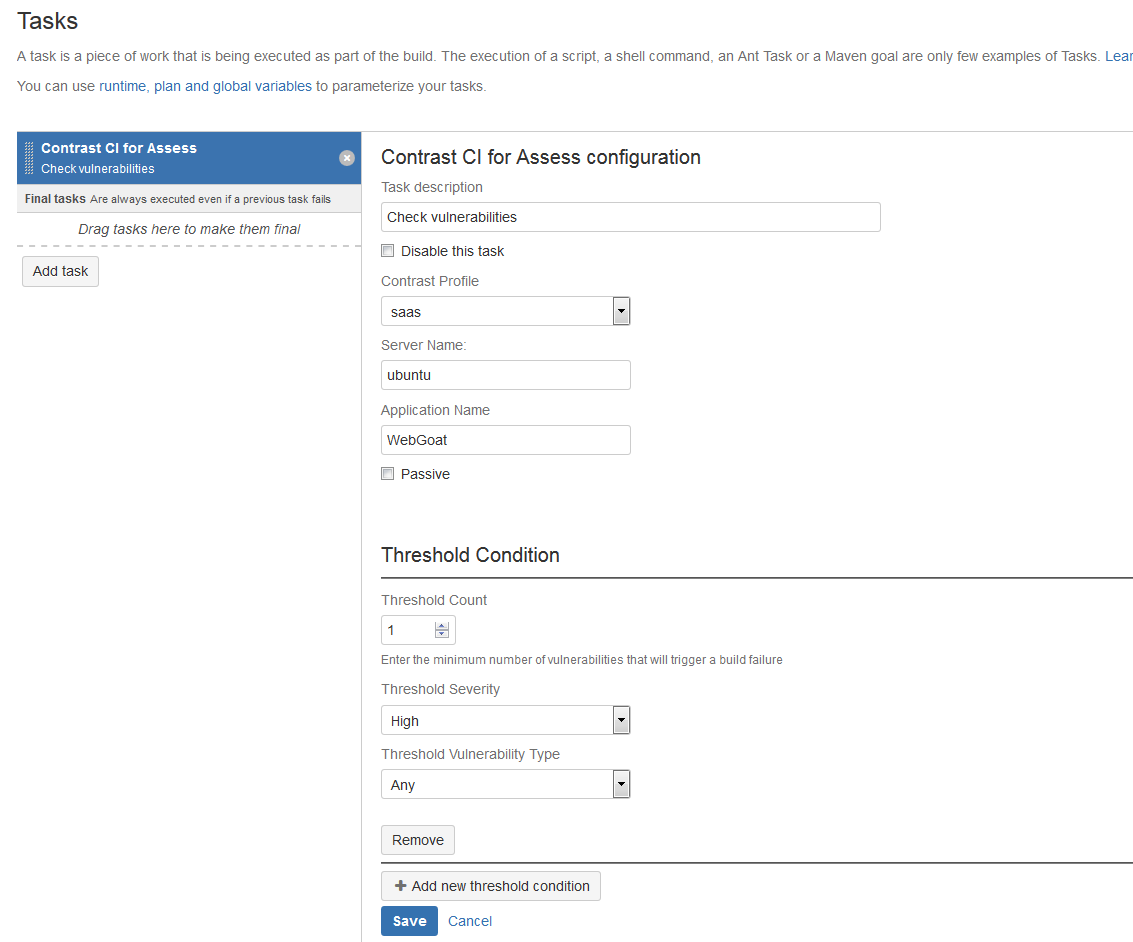 Tasks
A task is a piece of work that is being executed as part of the build. The execution of a script, a shell command, an Ant Task or a Maven goal are only few examples of Tasks. Lear
You can use runtime, plan and global variables to parameterize your tasks.
Contrast CI for Assess
Check vulnerabilities
Final tasks Are always executed even if a previous task fails
Drag tasks here to make them final
Add task
Contrast CI for Assess configuration
Task description
Check vulnerabilities
Disable this task
Contrast Profile
saas
Server Name:
ubuntu
Application Name
WebGoat
Passive
Threshold Condition
Threshold Count
1
Enter the minimum number of vulnerabilities that will trigger a build failure
Threshold Severity
High
Threshold Vulnerability Type
Any
Remove
Add new threshold condition
Save Cancel